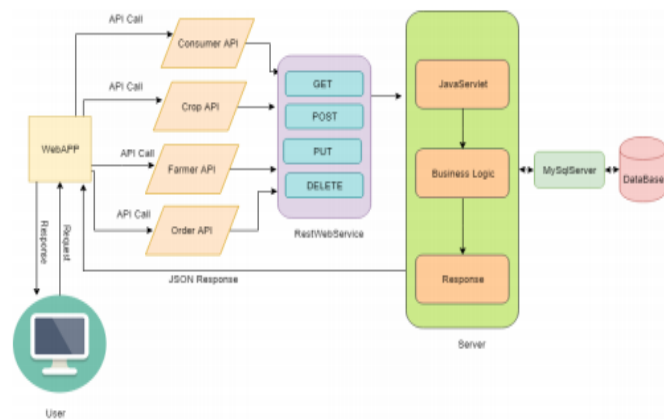 API Call
Consumer API
GET
JavaServlet
API Call
Crop API
POST
WebAPP
API Call
Farmer API
PUT
Business Logic
MySqlServer
DataBase
DELETE
API Call
Order API
RestWebService
Response
Request
JSON Response
Response
Server
User